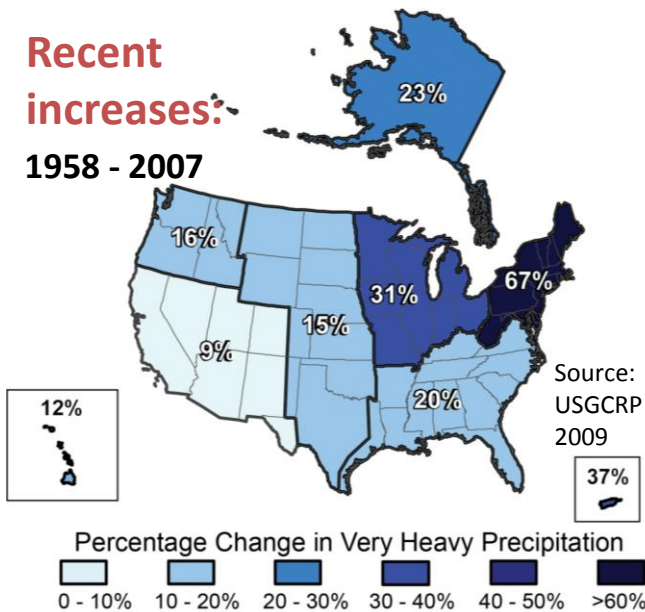 Recent
increases:
1958 - 2007
23%
16%
31%
67%
15%
9%
20%
Source:
USGCRP
2009
12%
37%
Percentage Change in Very Heavy Precipitation
0 - 10% 10 - 20% 20 - 30% 30 - 40% 40 - 50% >60%